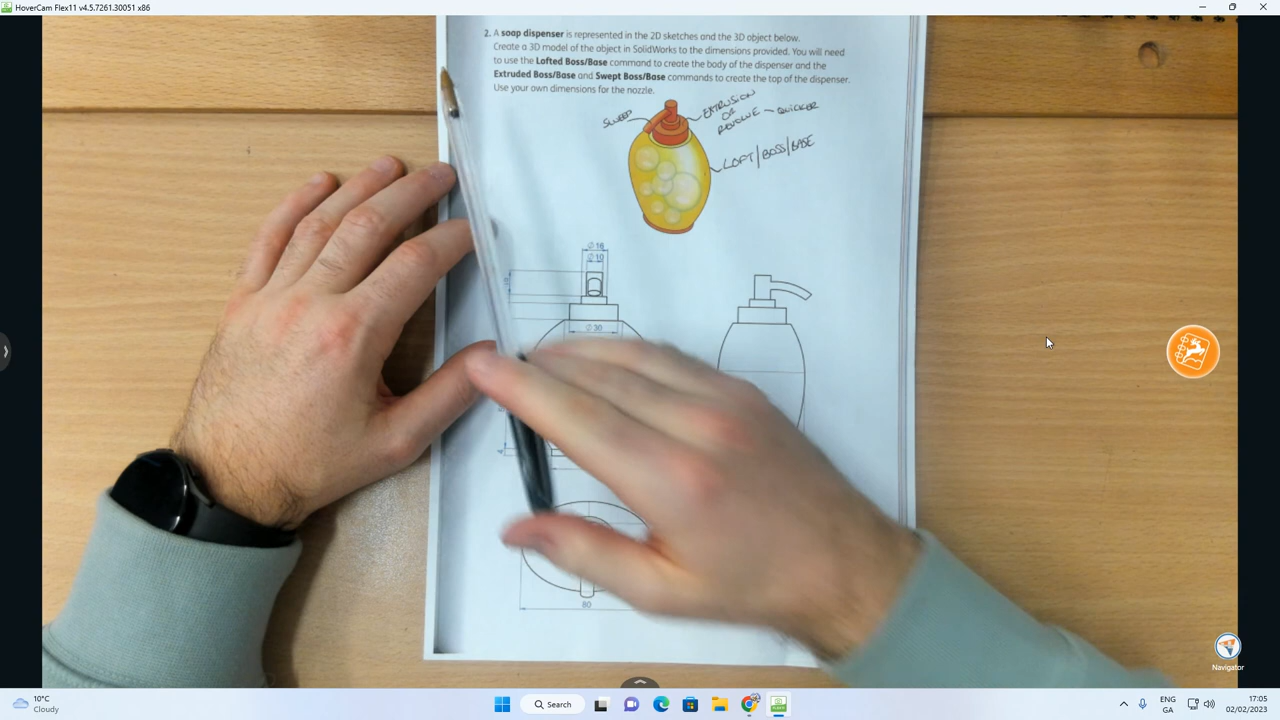 HoverCam Flex11 v4.5.7261.30051 x86
2. A soap dispenser is represented in the 2D sketches and the 3D object below.
Create a 3D model of the object in SolidWorks to the dimensions provided. You will need
to use the Lofted Boss/Base command to create the body of the dispenser and the
Extruded Boss/Base and Swept Boss/Base commands to create the top of the dispenser.
Use your own dimensions for the nozzle.
SWEEP
EXTRUSION
OR
REVOLVE - QUICKER
LOFT/BOSS/BASE
Ø 16
Ø 10
Ø 30
80
Navigator
10°C
Cloudy
Search
ENG
GA
17:05
02/02/2023